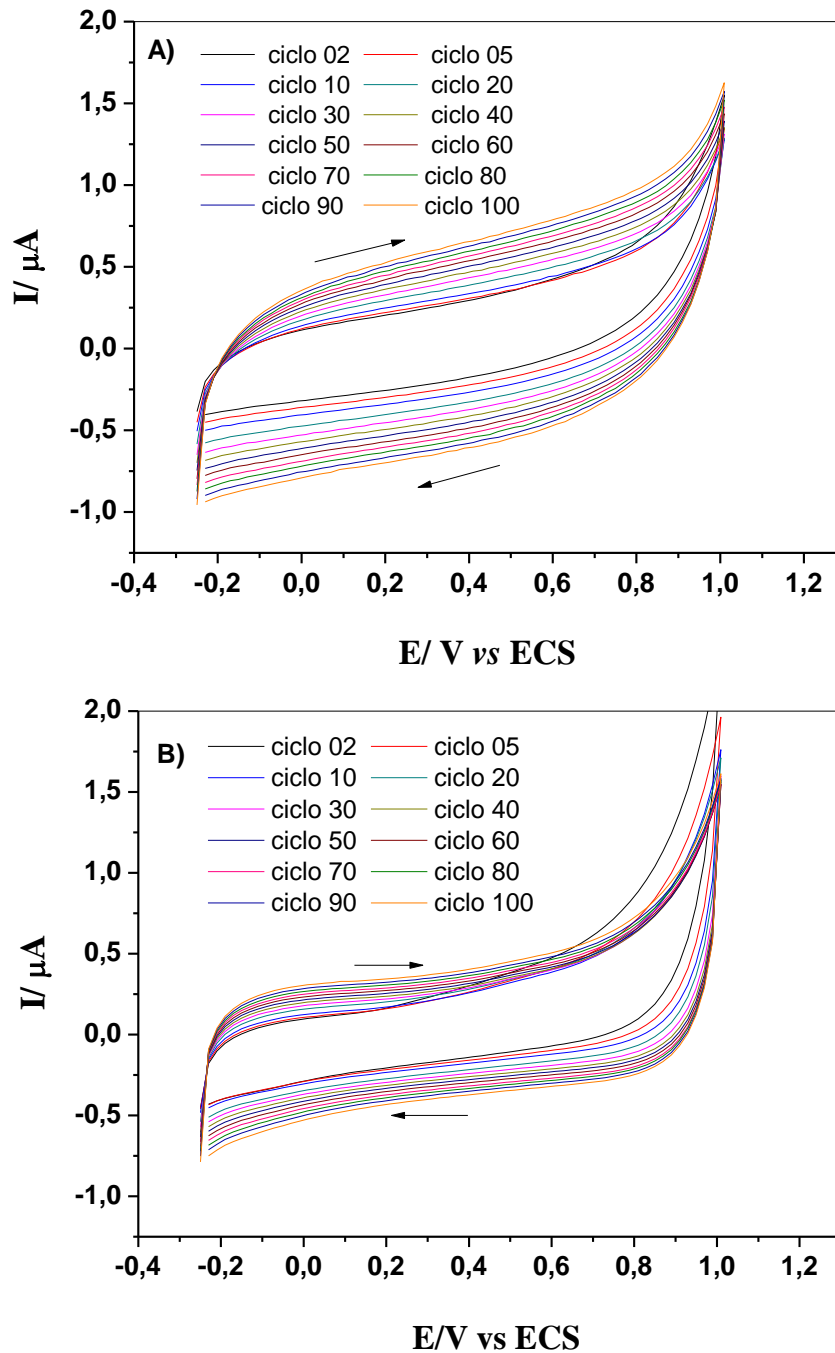 A)
ciclo 02 ciclo 05
ciclo 10 ciclo 20
ciclo 30 ciclo 40
ciclo 50 ciclo 60
ciclo 70 ciclo 80
ciclo 90 ciclo 100
2,0
1,5
1,0
0,5
0,0
-0,5
-1,0
I/ µA
-0,4 -0,2 0,0 0,2 0,4 0,6 0,8 1,0 1,2
E/ V vs ECS
B)
ciclo 02 ciclo 05
ciclo 10 ciclo 20
ciclo 30 ciclo 40
ciclo 50 ciclo 60
ciclo 70 ciclo 80
ciclo 90 ciclo 100
2,0
1,5
1,0
0,5
0,0
-0,5
-1,0
I/ µA
-0,4 -0,2 0,0 0,2 0,4 0,6 0,8 1,0 1,2
E/V vs ECS